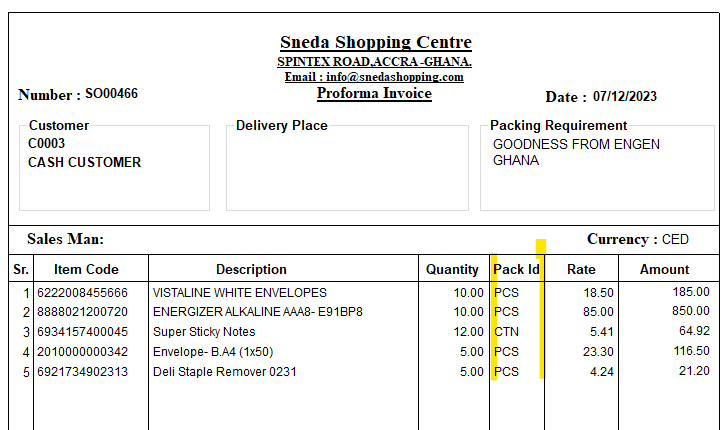 Sneda Shopping Centre
SPINTEX ROAD,ACCRA -GHANA.
Email : info@snedashopping.com
Number : SO00466
Proforma Invoice
Date : 07/12/2023
Customer
C0003
CASH CUSTOMER
Delivery Place
Packing Requirement
GOODNESS FROM ENGEN
GHANA
Sales Man:
Currency : CED
Sr. Item Code Description Quantity Pack Id Rate Amount
1 6222008455666 VISTALINE WHITE ENVELOPES 10.00 PCS 18.50 185.00
2 8888021200720 ENERGIZER ALKALINE AAA8- E91BP8 10.00 PCS 85.00 850.00
3 6934157400045 Super Sticky Notes 12.00 CTN 5.41 64.92
4 2010000000342 Envelope- B.A4 (1x50) 5.00 PCS 23.30 116.50
5 6921734902313 Deli Staple Remover 0231 5.00 PCS 4.24 21.20